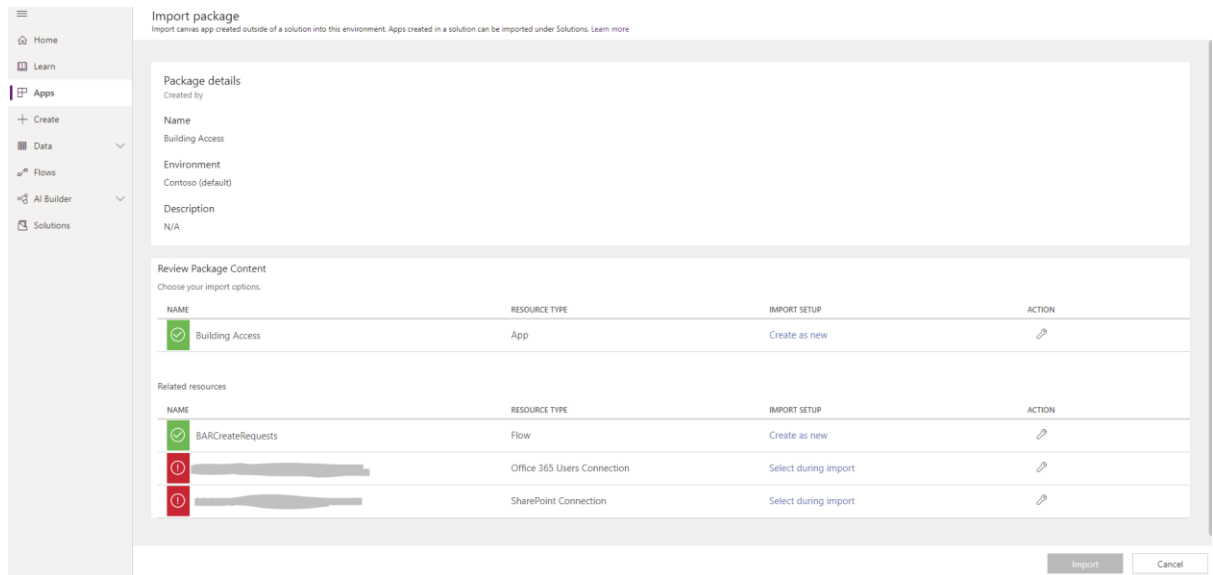 Import package
Import canvas app created outside of a solution into this environment. Apps created in a solution can be imported under Solutions. Learn more
Home
Learn
Apps
Create
Data
Flows
AI Builder
Solutions
Package details
Created by
Name
Building Access
Environment
Contoso (default)
Description
N/A
Review Package Content
Choose your import options.
NAME RESOURCE TYPE IMPORT SETUP ACTION
Building Access App Create as new
Related resources
NAME RESOURCE TYPE IMPORT SETUP ACTION
BARCreateRequests Flow Create as new
Office 365 Users Connection Select during import
SharePoint Connection Select during import
Import Cancel